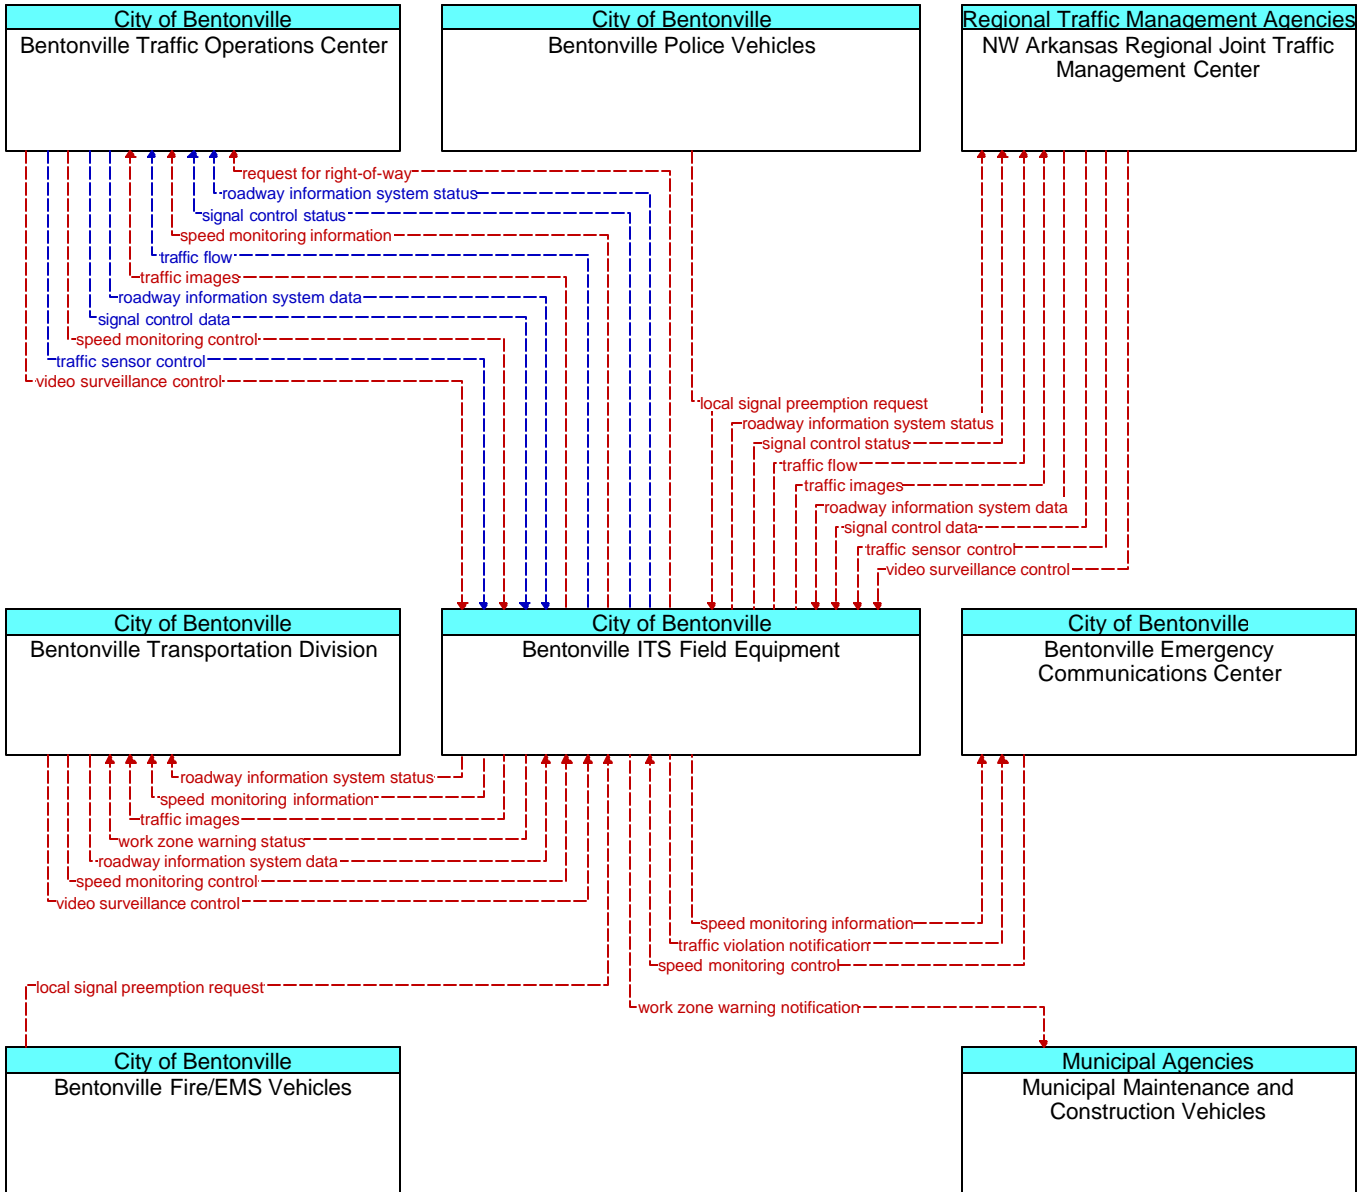 City of Bentonville
Bentonville Traffic Operations Center
City of Bentonville
Bentonville Police Vehicles
Regional Traffic Management Agencies
NW Arkansas Regional Joint Traffic
Management Center
request for right-of-way
roadway information system status
signal control status
speed monitoring information
traffic flow
traffic images
roadway information system data
signal control data
speed monitoring control
traffic sensor control
video surveillance control
local signal preemption request
roadway information system status
signal control status
traffic flow
traffic images
roadway information system data
signal control data
traffic sensor control
video surveillance control
City of Bentonville
Bentonville Transportation Division
City of Bentonville
Bentonville ITS Field Equipment
City of Bentonville
Bentonville Emergency
Communications Center
roadway information system status
speed monitoring information
traffic images
work zone warning status
roadway information system data
speed monitoring control
video surveillance control
speed monitoring information
traffic violation notification
speed monitoring control
local signal preemption request
work zone warning notification
City of Bentonville
Bentonville Fire/EMS Vehicles
Municipal Agencies
Municipal Maintenance and
Construction Vehicles